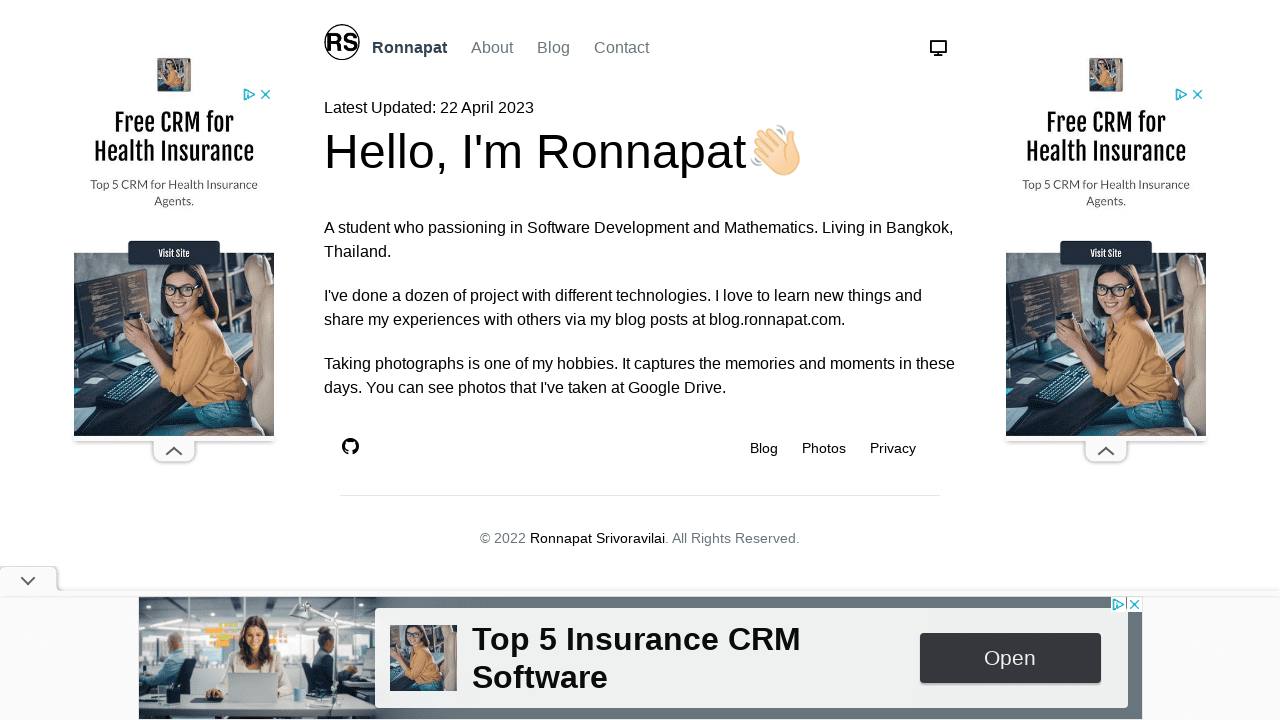 RS Ronnapat About Blog Contact
Free CRM for
Health Insurance
Top 5 CRM for Health Insurance
Agents.
Visit Site
Latest Updated: 22 April 2023
Hello, I'm Ronnapat👋🏻
A student who passioning in Software Development and Mathematics. Living in Bangkok,
Thailand.
I've done a dozen of project with different technologies. I love to learn new things and
share my experiences with others via my blog posts at blog.ronnapat.com.
Taking photographs is one of my hobbies. It captures the memories and moments in these
days. You can see photos that I've taken at Google Drive.
Blog Photos Privacy
© 2022 Ronnapat Srivoravilai. All Rights Reserved.
Free CRM for
Health Insurance
Top 5 CRM for Health Insurance
Agents.
Visit Site
Top 5 Insurance CRM
Software
Open